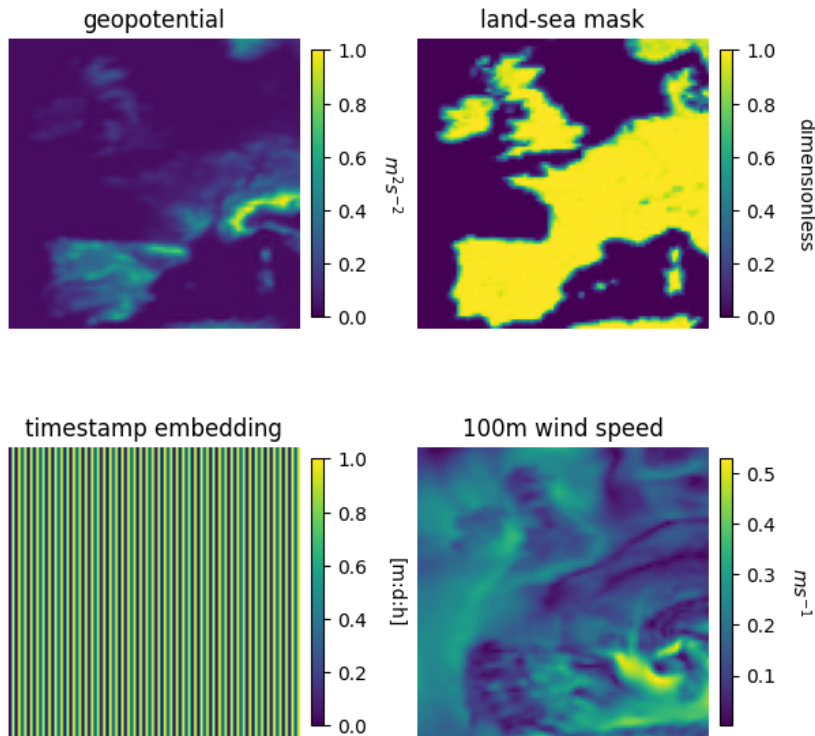 geopotential
1.0
0.8
0.6
0.4
0.2
0.0
m²s⁻²
land-sea mask
1.0
0.8
0.6
0.4
0.2
0.0
dimensionless
timestamp embedding
1.0
0.8
0.6
0.4
0.2
0.0
[m:d:h]
100m wind speed
0.5
0.4
0.3
0.2
0.1
ms⁻¹